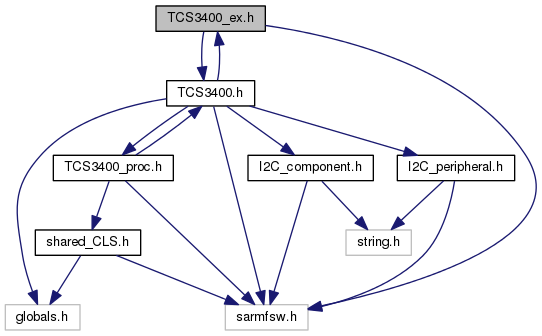 TCS3400_ex.h
TCS3400.h
TCS3400_proc.h
I2C_component.h
I2C_peripheral.h
shared_CLS.h
string.h
globals.h
sarmfsw.h